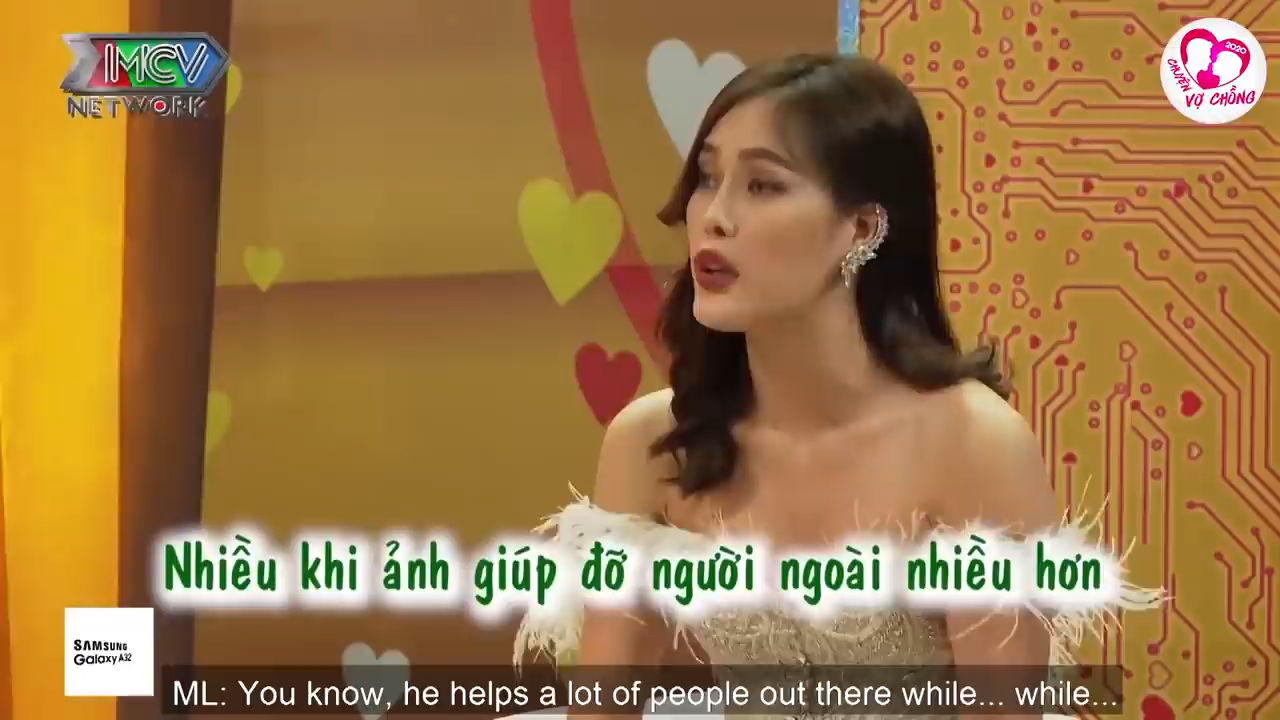 MCV
NETWORK
2020
CHUYỆN
VỢ CHỒNG
Nhiều khi ảnh giúp đỡ người ngoài nhiều hơn
SAMSUNG
Galaxy A32
ML: You know, he helps a lot of people out there while... while...